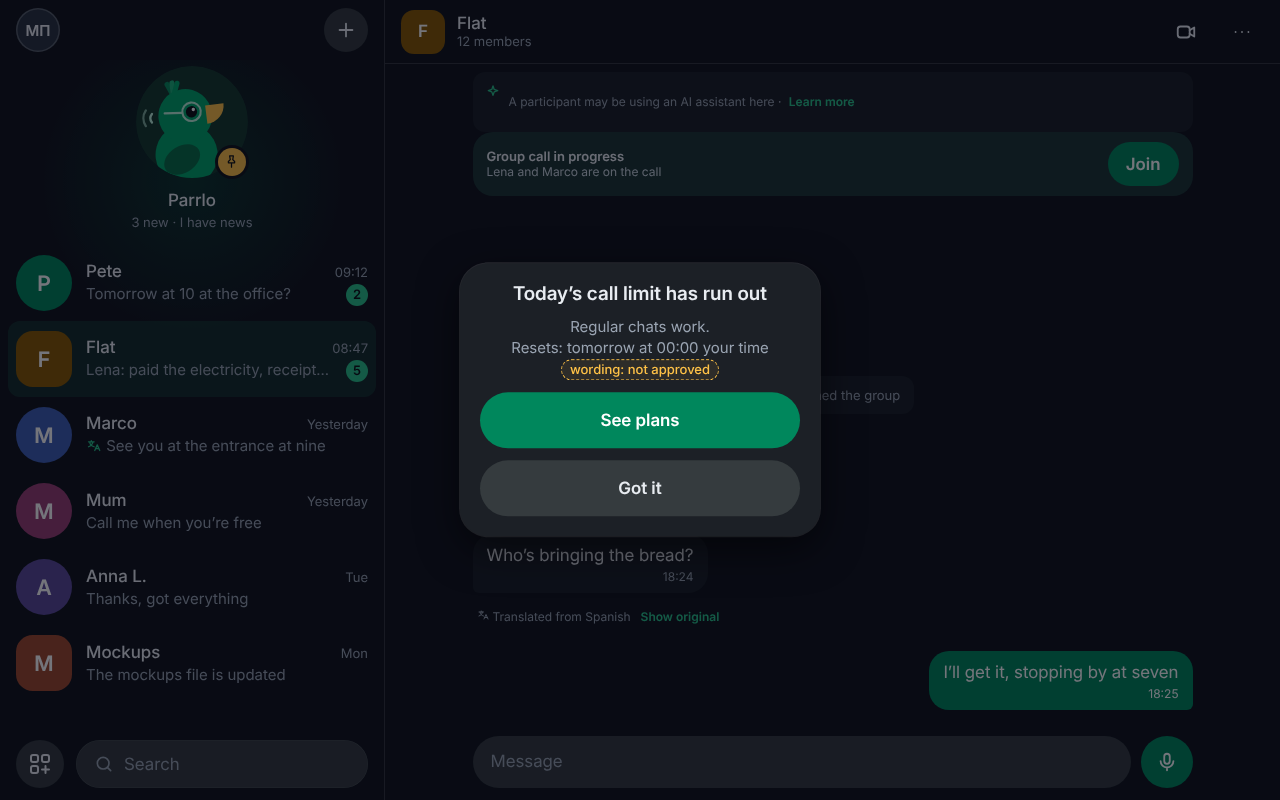 МП
Parrlo
3 new · I have news
Pete
09:12
Tomorrow at 10 at the office?
2
Flat
08:47
Lena: paid the electricity, receipt…
5
Marco
Yesterday
See you at the entrance at nine
Mum
Yesterday
Call me when you’re free
Anna L.
Tue
Thanks, got everything
Mockups
Mon
The mockups file is updated
Search
F
Flat
12 members
A participant may be using an AI assistant here · Learn more
Group call in progress
Lena and Marco are on the call
Join
Today’s call limit has run out
Regular chats work.
Resets: tomorrow at 00:00 your time
wording: not approved
See plans
Got it
the group
Who’s bringing the bread?
18:24
Translated from Spanish Show original
I’ll get it, stopping by at seven
18:25
Message
P
F
M
M
A
M